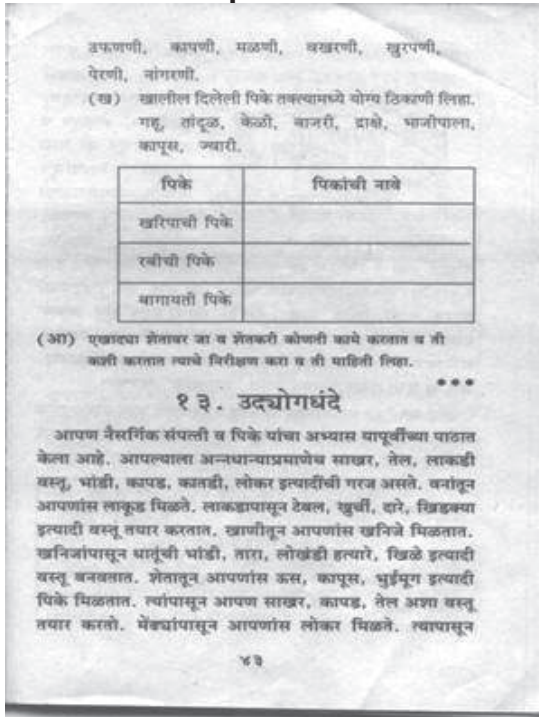 उफणणी, कापणी, मळणी, वखरणी, खुरपणी,
पेरणी, नांगरणी.
(ख) खालील दिलेली पिके तक्त्यामध्ये योग्य ठिकाणी लिहा.
गहू, तांदूळ, केळी, बाजरी, द्राक्षे, भाजीपाला,
कापूस, ज्वारी.
पिके पिकांची नावे
खरिपाची पिके
रबीची पिके
बागायती पिके
(आ) एखाद्या शेतावर जा व शेतकरी कोणती कामे करतात व ती
कशी करतात त्याचे निरीक्षण करा व ती माहिती लिहा.
•••
१३. उद्योगधंदे
आपण नैसर्गिक संपत्ती व पिके यांचा अभ्यास यापूर्वीच्या पाठात
केला आहे. आपल्याला अन्नधान्याप्रमाणेच साखर, तेल, लाकडी
वस्तू, भांडी, कापड, कातडी, लोकर इत्यादींची गरज असते. वनांतून
आपणांस लाकूड मिळते. लाकडापासून टेबल, खुर्ची, दारे, खिडक्या
इत्यादी वस्तू तयार करतात. खाणीतून आपणांस खनिजे मिळतात.
खनिजांपासून धातूंची भांडी, तारा, लोखंडी हत्यारे, खिळे इत्यादी
वस्तू बनवतात. शेतातून आपणांस ऊस, कापूस, भुईमूग इत्यादी
पिके मिळतात. त्यांपासून आपण साखर, कापड, तेल अशा वस्तू
तयार करतो. मेंढ्यांपासून आपणांस लोकर मिळते. त्यापासून
४३